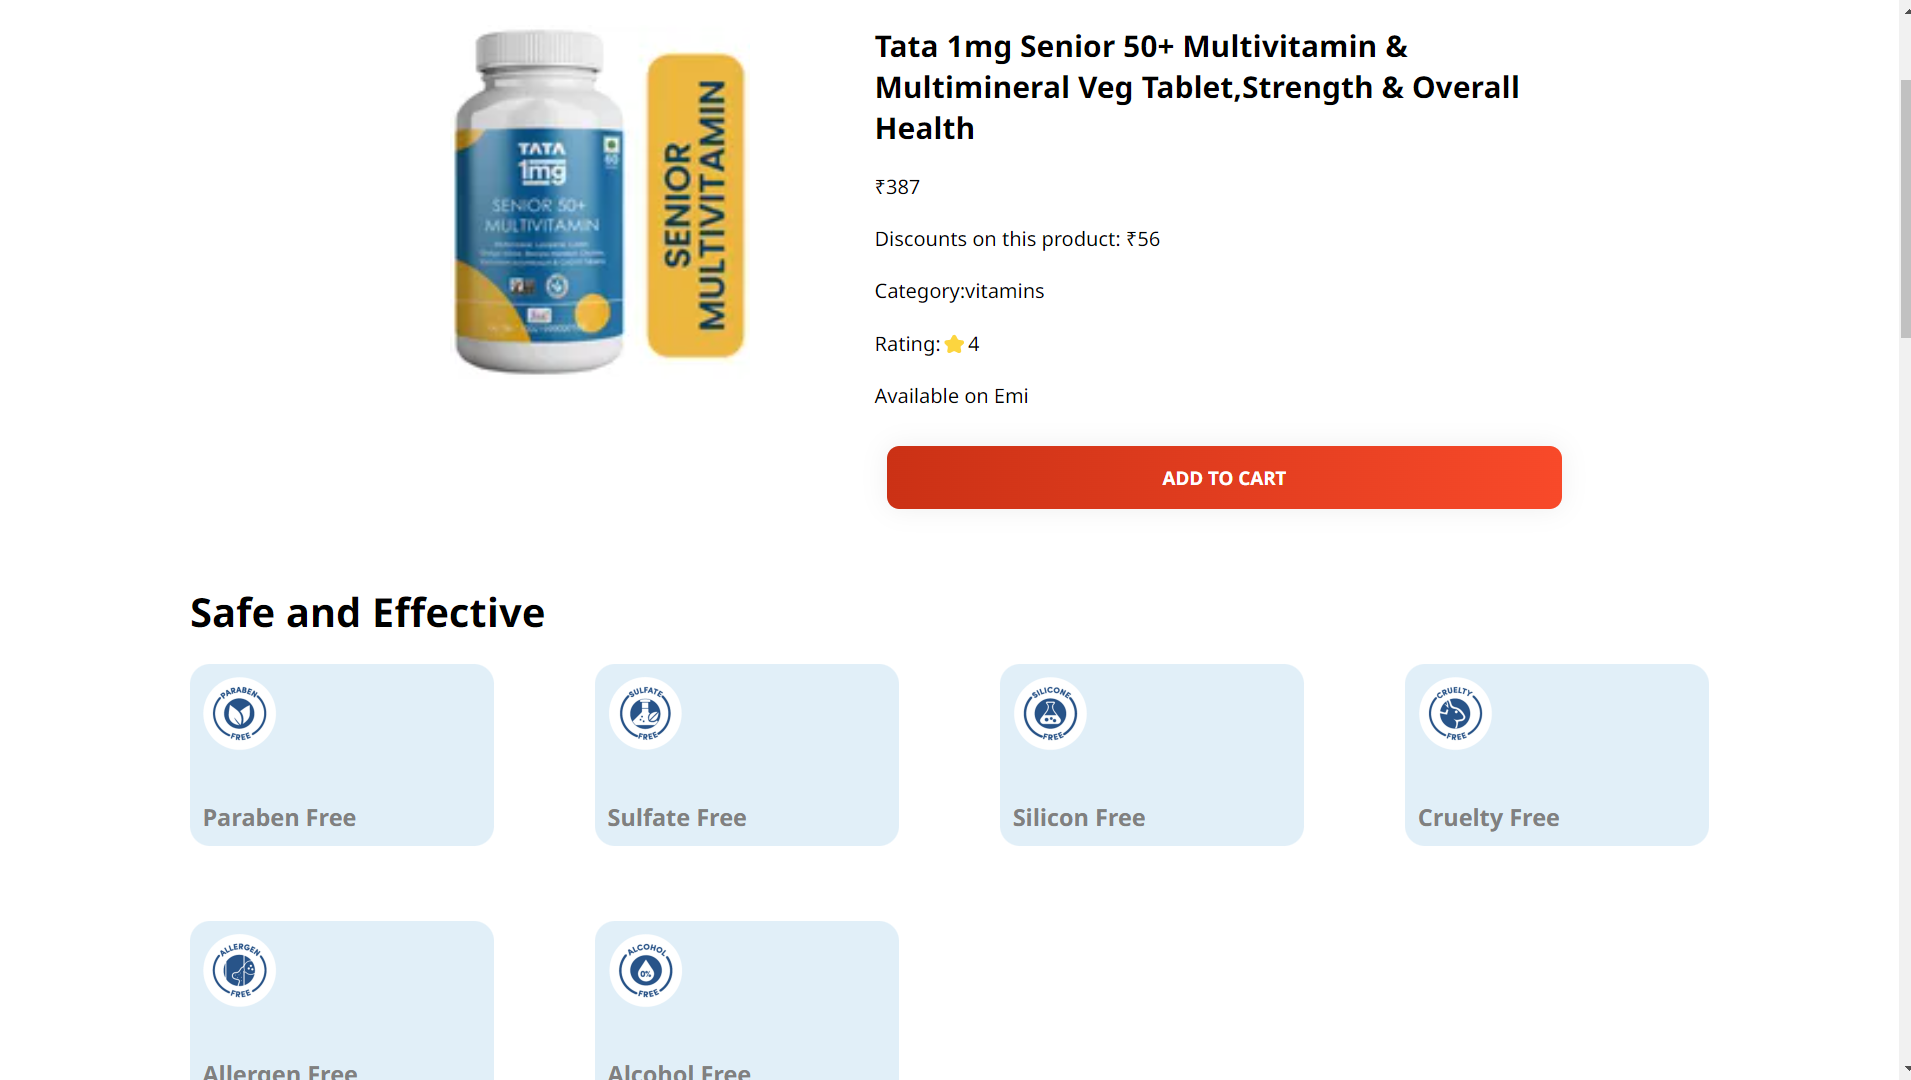 TATA
1mg
60
SENIOR 50+
MULTIVITAMIN
SENIOR
MULTIVITAMIN
Tata 1mg Senior 50+ Multivitamin &
Multimineral Veg Tablet,Strength & Overall
Health
₹387
Discounts on this product: ₹56
Category:vitamins
Rating:⭐4
Available on Emi
ADD TO CART
Safe and Effective
PARABEN FREE
SULFATE FREE
SILICONE FREE
CRUELTY FREE
Paraben Free
Sulfate Free
Silicon Free
Cruelty Free
ALLERGEN FREE
ALCOHOL 0% FREE
Allergen Free
Alcohol Free